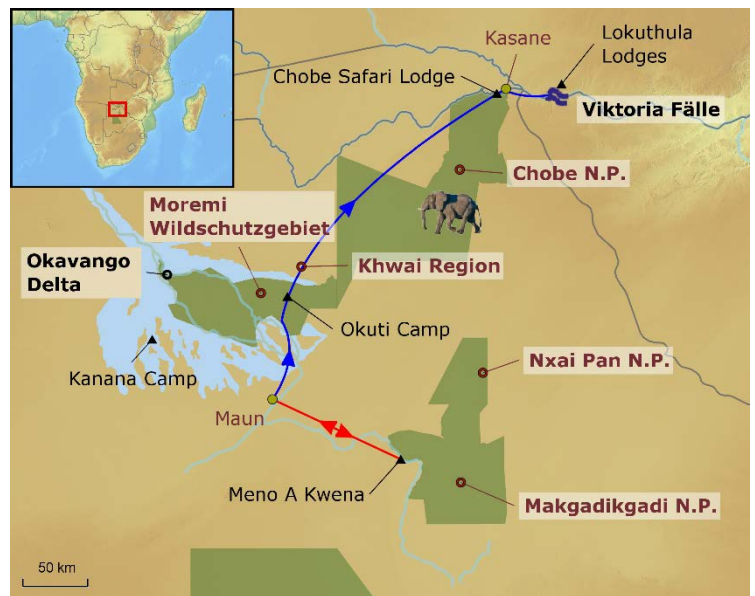 Kasane
Lokuthula
Lodges
Chobe Safari Lodge
Viktoria Fälle
Chobe N.P.
Moremi
Wildschutzgebiet
Okavango
Delta
Khwai Region
Okuti Camp
Kanana Camp
Nxai Pan N.P.
Maun
Meno A Kwena
Makgadikgadi N.P.
50 km